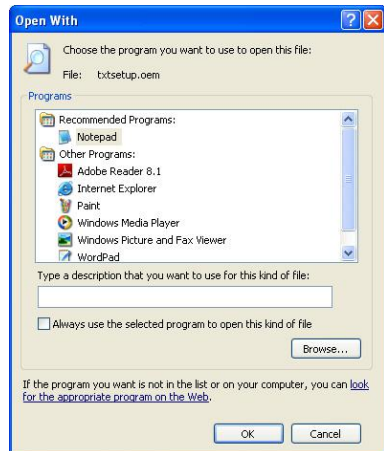 Open With
Choose the program you want to use to open this file:
File: txtsetup.oem
Programs
Recommended Programs:
Notepad
Other Programs:
Adobe Reader 8.1
Internet Explorer
Paint
Windows Media Player
Windows Picture and Fax Viewer
WordPad
Type a description that you want to use for this kind of file:
Always use the selected program to open this kind of file
Browse...
If the program you want is not in the list or on your computer, you can look
for the appropriate program on the Web.
OK Cancel